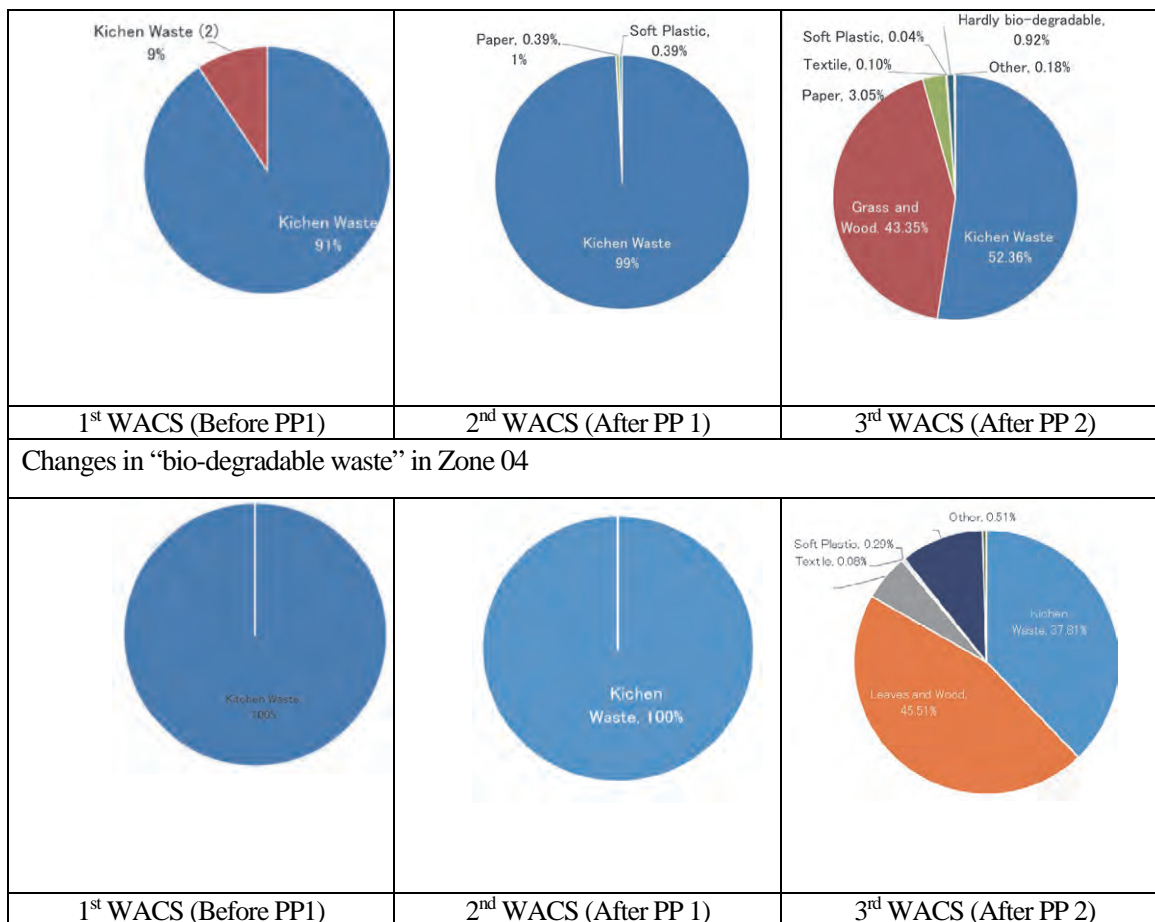 Kichen Waste (2)
9%
Kichen Waste
91%
Paper, 0.39%,
1%
Soft Plastic,
0.39%
Kichen Waste
99%
Hardly bio-degradable,
0.92%
Soft Plastic, 0.04%
Textile, 0.10%
Other, 0.18%
Paper, 3.05%
Grass and
Wood, 43.35%
Kichen Waste
52.36%
1st WACS (Before PP1)
2nd WACS (After PP 1)
3rd WACS (After PP 2)
Changes in “bio-degradable waste” in Zone 04
Kitchen Waste
100%
Kichen
Waste, 100%
Other, 0.51%
Soft Plastic, 0.29%
Textile, 0.08%
Kichen
Waste, 37.81%
Leaves and Wood,
45.51%
1st WACS (Before PP1)
2nd WACS (After PP 1)
3rd WACS (After PP 2)